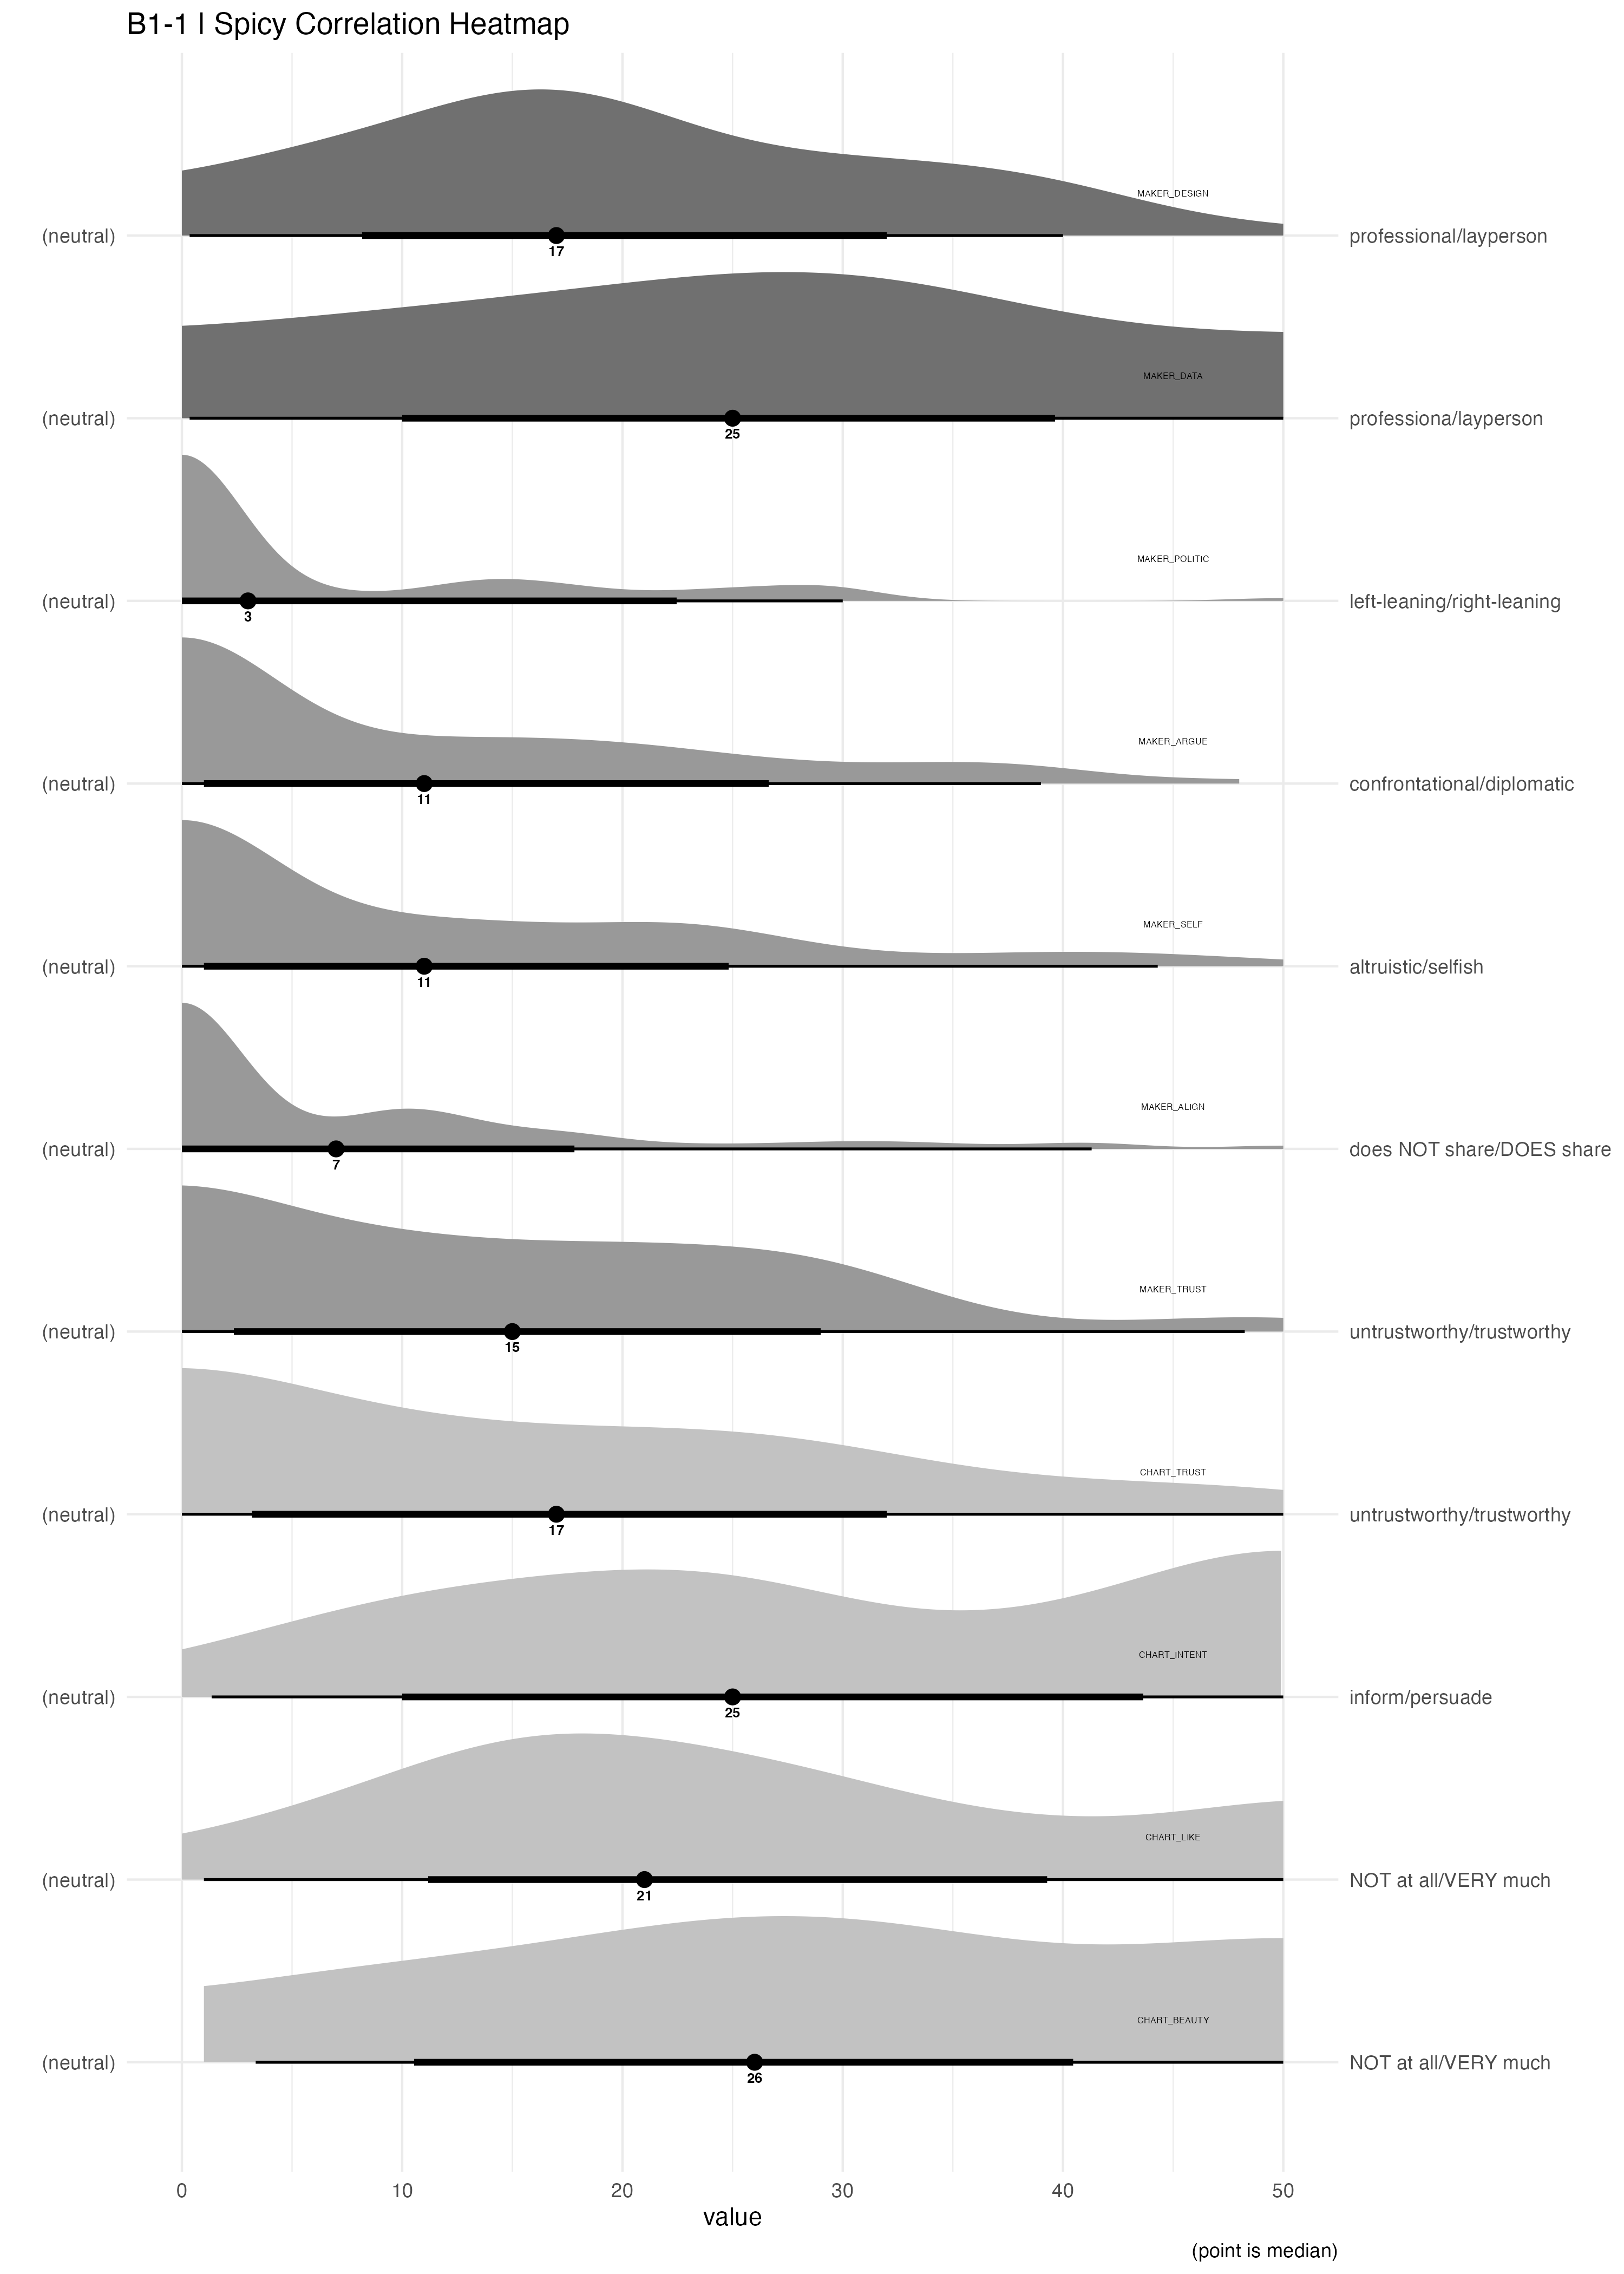 B1-1 | Spicy Correlation Heatmap
MAKER_DESIGN
(neutral) professional/layperson
17
MAKER_DATA
(neutral) professiona/layperson
25
MAKER_POLITIC
(neutral) left-leaning/right-leaning
3
MAKER_ARGUE
(neutral) confrontational/diplomatic
11
MAKER_SELF
(neutral) altruistic/selfish
11
MAKER_ALIGN
(neutral) does NOT share/DOES share
7
MAKER_TRUST
(neutral) untrustworthy/trustworthy
15
CHART_TRUST
(neutral) untrustworthy/trustworthy
17
CHART_INTENT
(neutral) inform/persuade
25
CHART_LIKE
(neutral) NOT at all/VERY much
21
CHART_BEAUTY
(neutral) NOT at all/VERY much
26
0 10 20 30 40 50
value
(point is median)